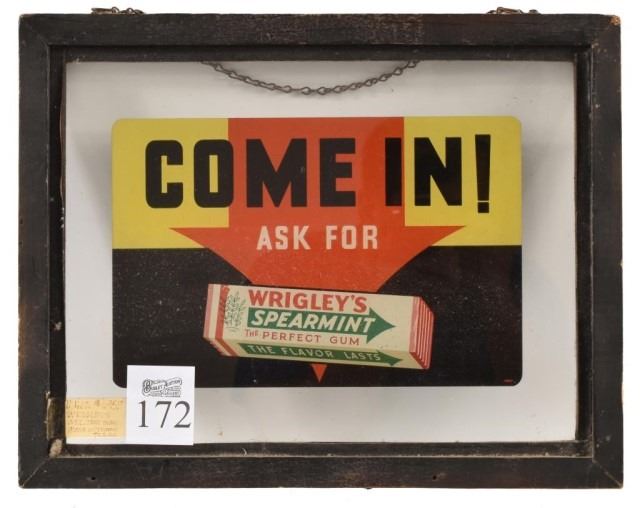 COME IN!
ASK FOR
WRIGLEY'S
SPEARMINT
THE PERFECT GUM
THE FLAVOR LASTS
172